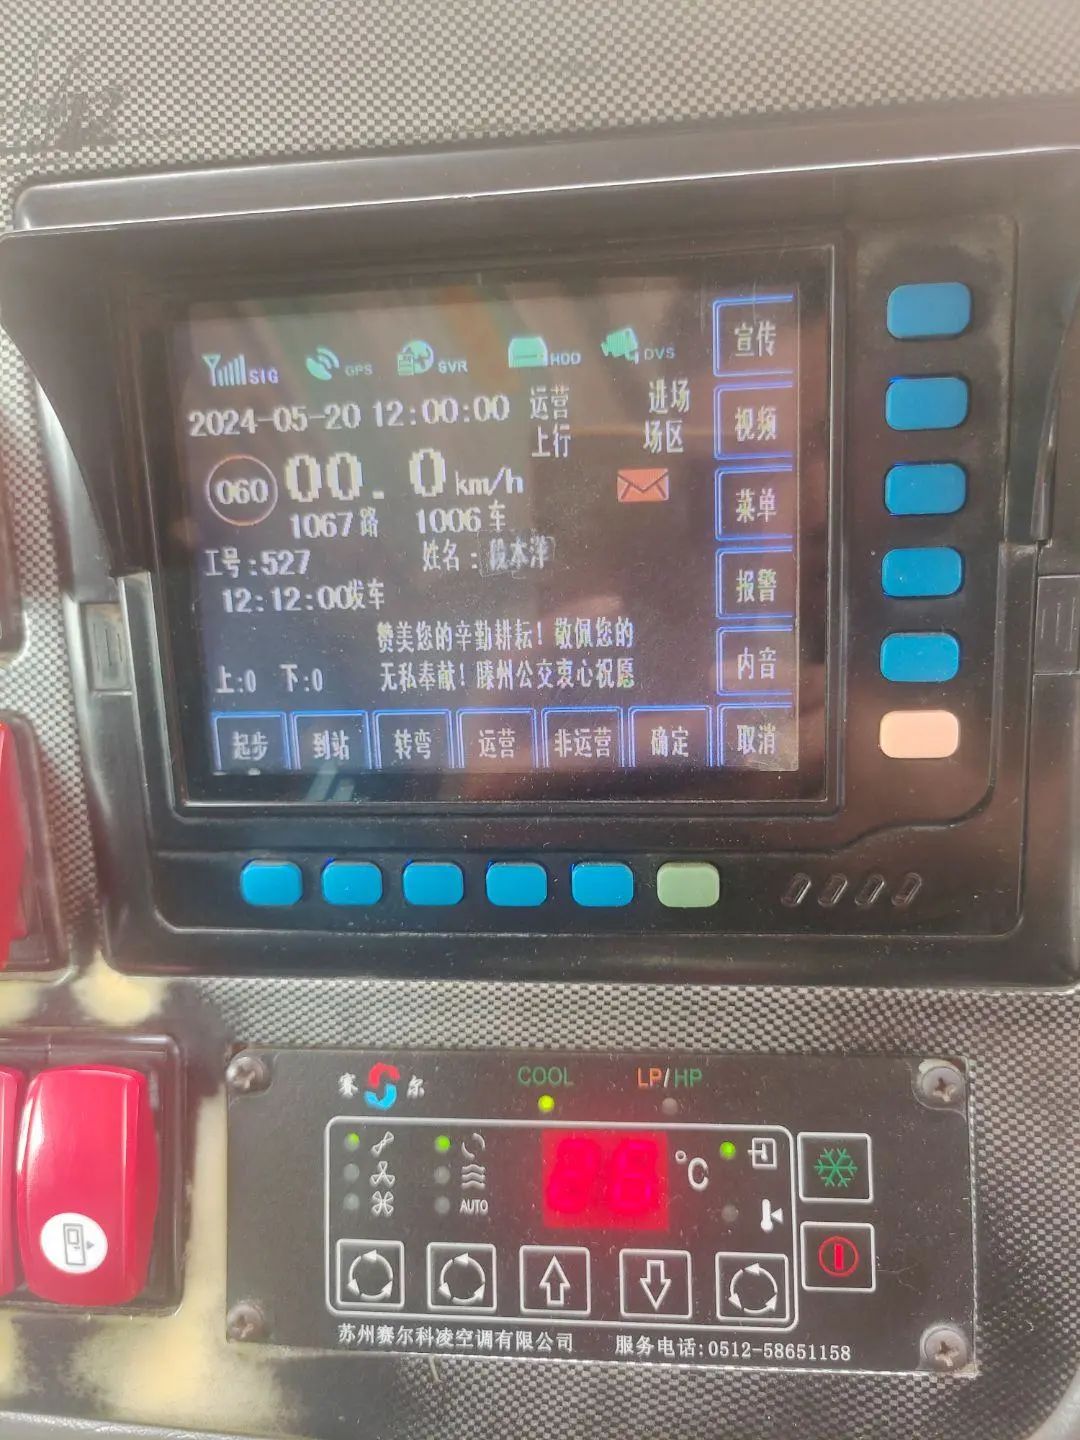 SIG GPS SVR HDD DVS
宣传
2024-05-20 12:00:00 运营 进场
上行 场区
视频
060 00.0 km/h
1067路 1006车
菜单
工号:527 姓名:段本洋
12:12:00发车
报警
赞美您的辛勤耕耘!敬佩您的
上:0 下:0 无私奉献!滕州公交衷心祝愿
内音
起步 到站 转弯 运营 非运营 确定 取消
赛 尔 COOL LP/HP
℃
AUTO
苏州赛尔科凌空调有限公司 服务电话:0512-58651158